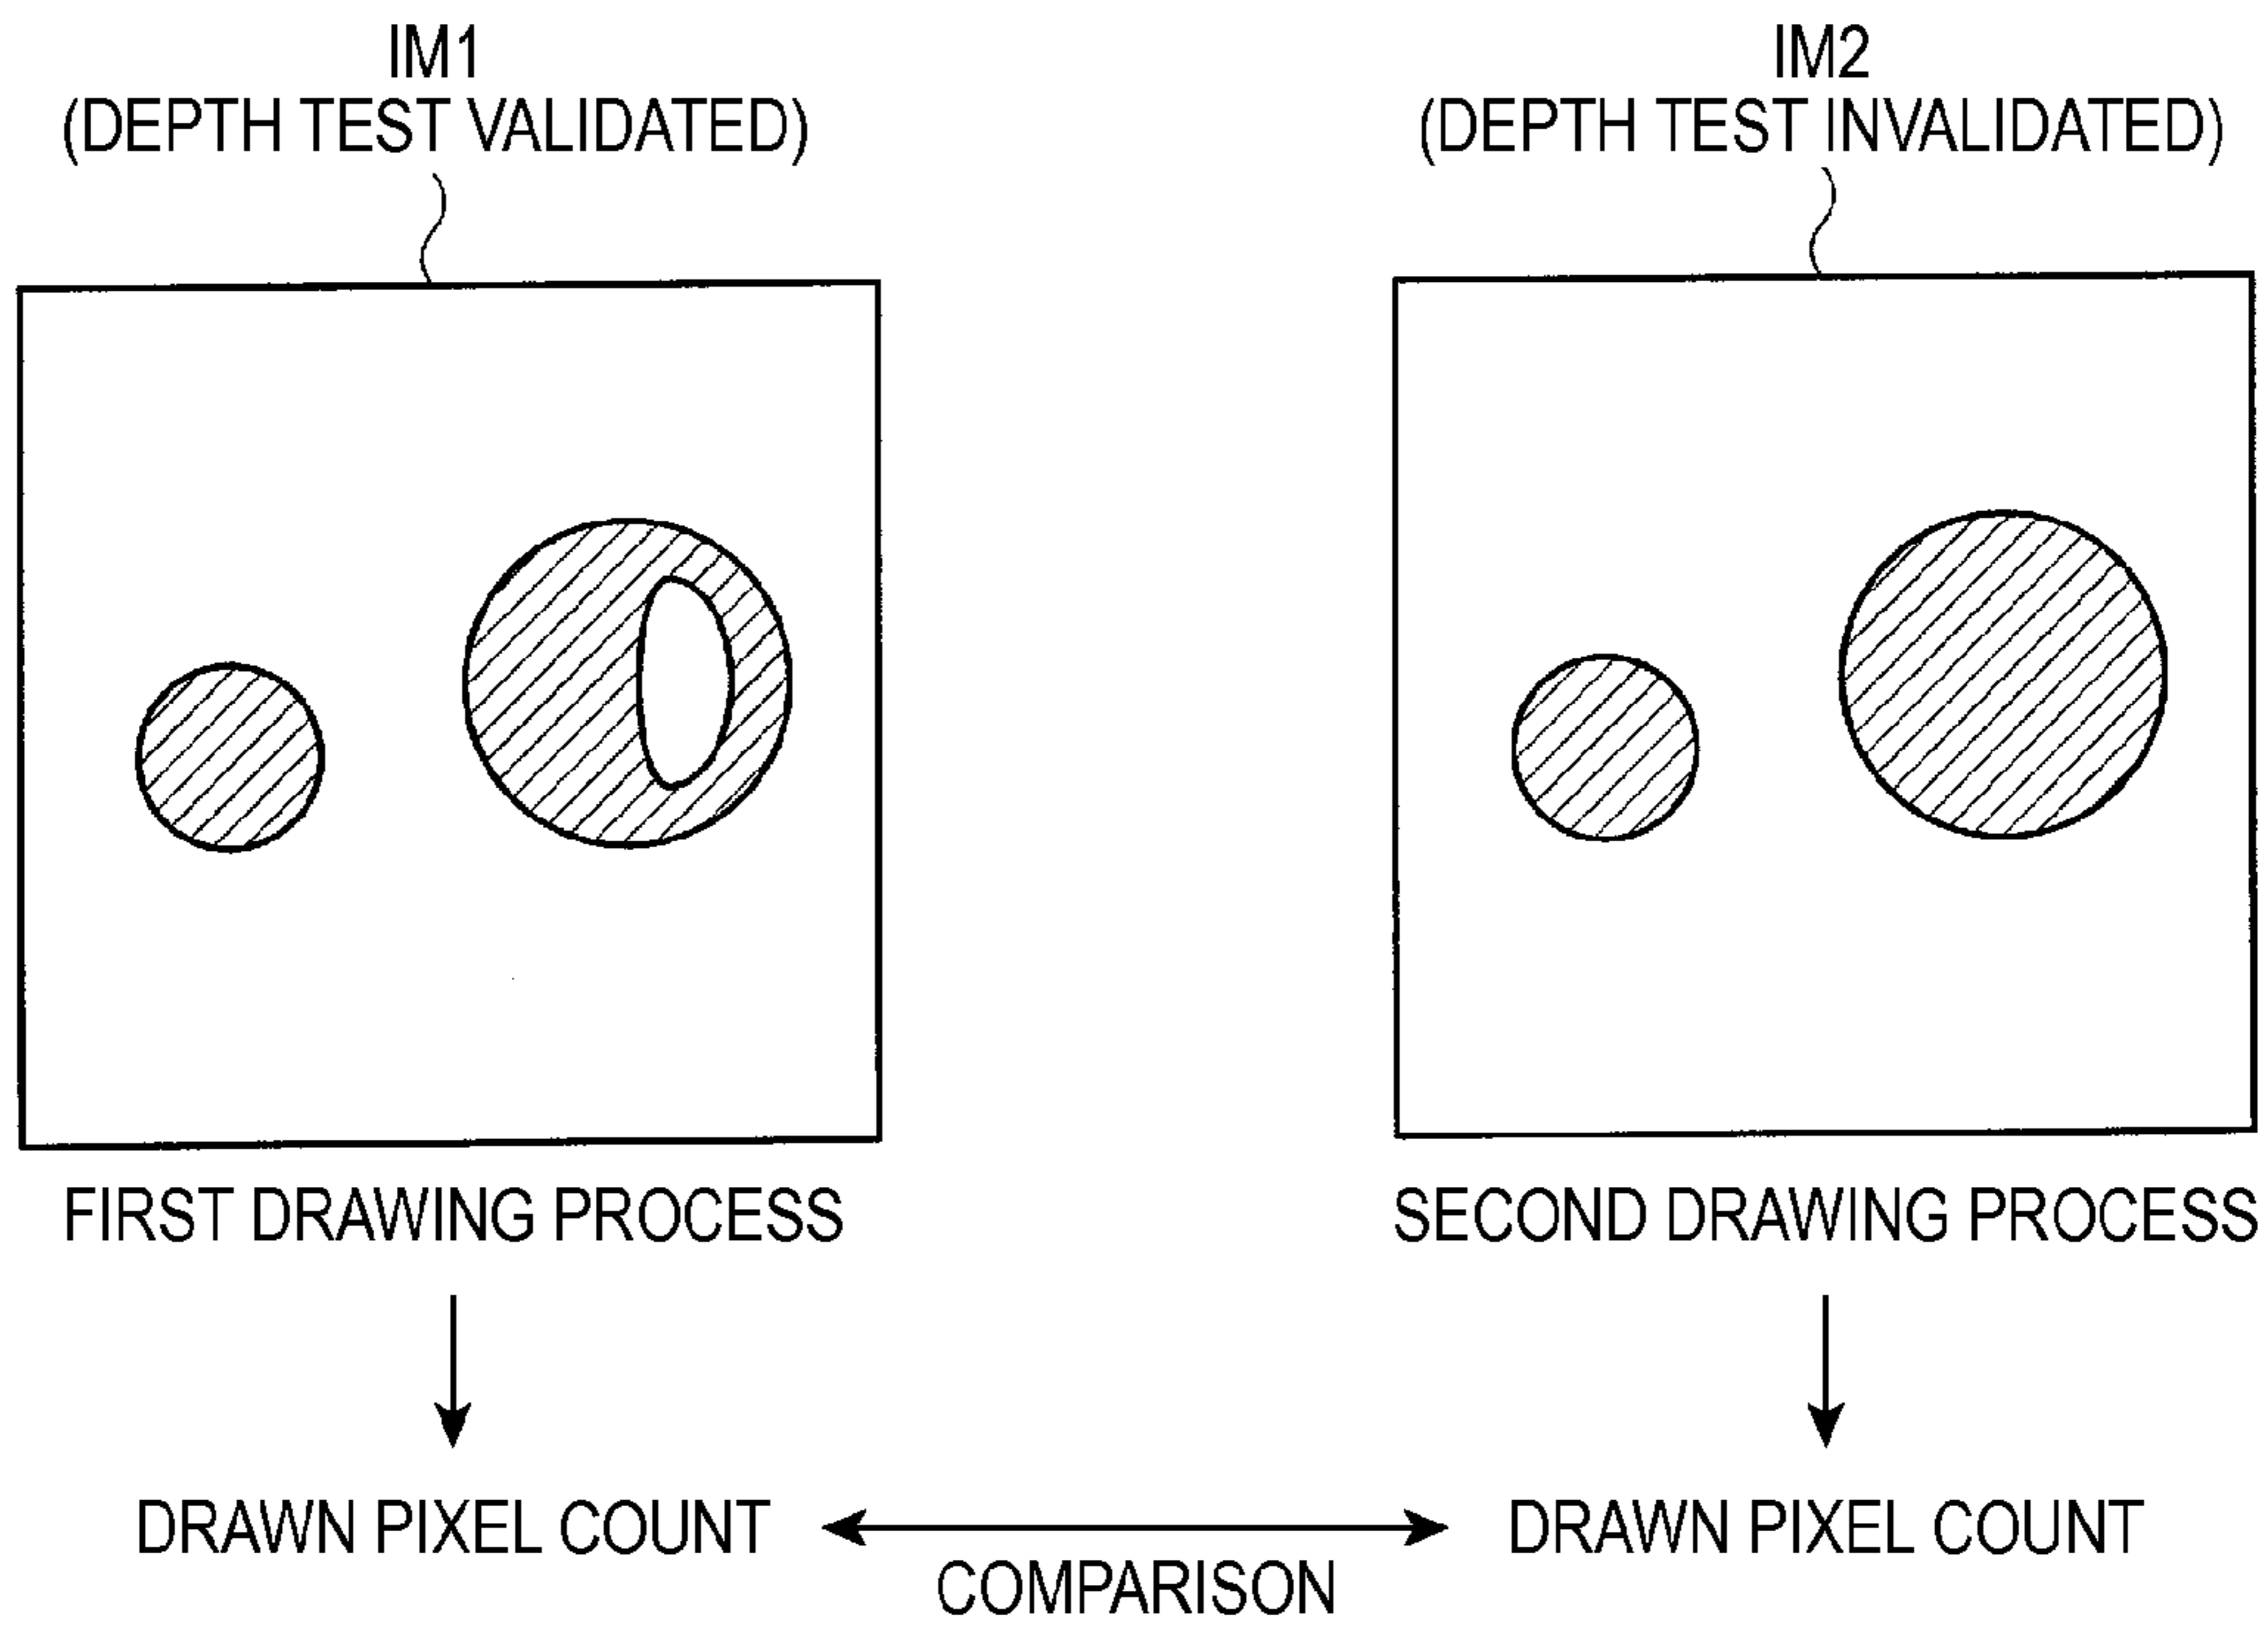 IM1
(DEPTH TEST VALIDATED)
IM2
(DEPTH TEST INVALIDATED)
FIRST DRAWING PROCESS
SECOND DRAWING PROCESS
DRAWN PIXEL COUNT
DRAWN PIXEL COUNT
COMPARISON